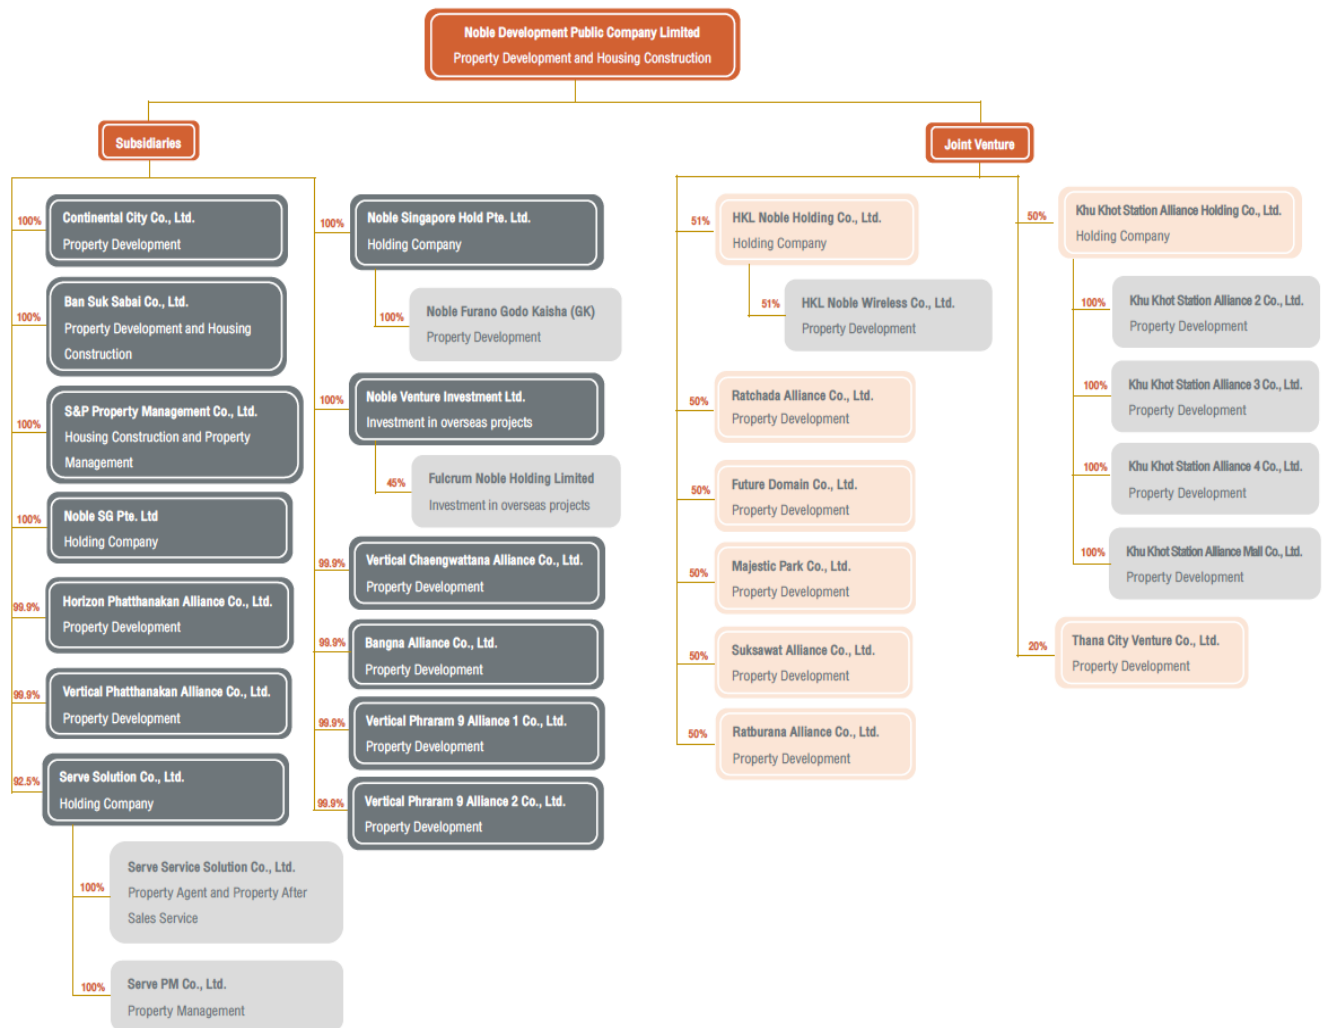 Noble Development Public Company Limited
Property Development and Housing Construction
Subsidiaries
100%
Continental City Co., Ltd.
Property Development
100%
Ban Suk Sabai Co., Ltd.
Property Development and Housing
Construction
100%
S&P Property Management Co., Ltd.
Housing Construction and Property
Management
100%
Noble SG Pte. Ltd
Holding Company
99.9%
Horizon Phatthanakan Alliance Co., Ltd.
Property Development
99.9%
Vertical Phatthanakan Alliance Co., Ltd.
Property Development
92.5%
Serve Solution Co., Ltd.
Holding Company
100%
Serve Service Solution Co., Ltd.
Property Agent and Property After
Sales Service
100%
Serve PM Co., Ltd.
Property Management
100%
Noble Singapore Hold Pte. Ltd.
Holding Company
100%
Noble Furano Godo Kaisha (GK)
Property Development
100%
Noble Venture Investment Ltd.
Investment in overseas projects
45%
Fulcrum Noble Holding Limited
Investment in overseas projects
99.9%
Vertical Chaengwattana Alliance Co., Ltd.
Property Development
99.9%
Bangna Alliance Co., Ltd.
Property Development
99.9%
Vertical Phraram 9 Alliance 1 Co., Ltd.
Property Development
99.9%
Vertical Phraram 9 Alliance 2 Co., Ltd.
Property Development
Joint Venture
51%
HKL Noble Holding Co., Ltd.
Holding Company
51%
HKL Noble Wireless Co., Ltd.
Property Development
50%
Ratchada Alliance Co., Ltd.
Property Development
50%
Future Domain Co., Ltd.
Property Development
50%
Majestic Park Co., Ltd.
Property Development
50%
Suksawat Alliance Co., Ltd.
Property Development
50%
Ratburana Alliance Co., Ltd.
Property Development
50%
Khu Khot Station Alliance Holding Co., Ltd.
Holding Company
100%
Khu Khot Station Alliance 2 Co., Ltd.
Property Development
100%
Khu Khot Station Alliance 3 Co., Ltd.
Property Development
100%
Khu Khot Station Alliance 4 Co., Ltd.
Property Development
100%
Khu Khot Station Alliance Mall Co., Ltd.
Property Development
20%
Thana City Venture Co., Ltd.
Property Development